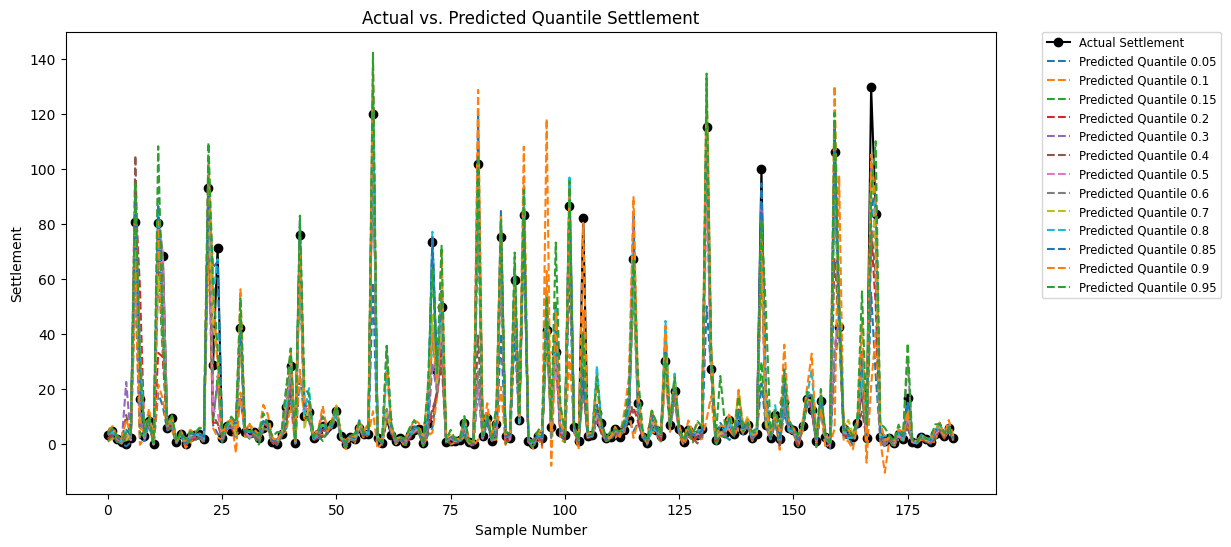 Actual vs. Predicted Quantile Settlement
Settlement
140
120
100
80
60
40
20
0
0
25
50
75
100
125
150
175
Sample Number
Actual Settlement
Predicted Quantile 0.05
Predicted Quantile 0.1
Predicted Quantile 0.15
Predicted Quantile 0.2
Predicted Quantile 0.3
Predicted Quantile 0.4
Predicted Quantile 0.5
Predicted Quantile 0.6
Predicted Quantile 0.7
Predicted Quantile 0.8
Predicted Quantile 0.85
Predicted Quantile 0.9
Predicted Quantile 0.95